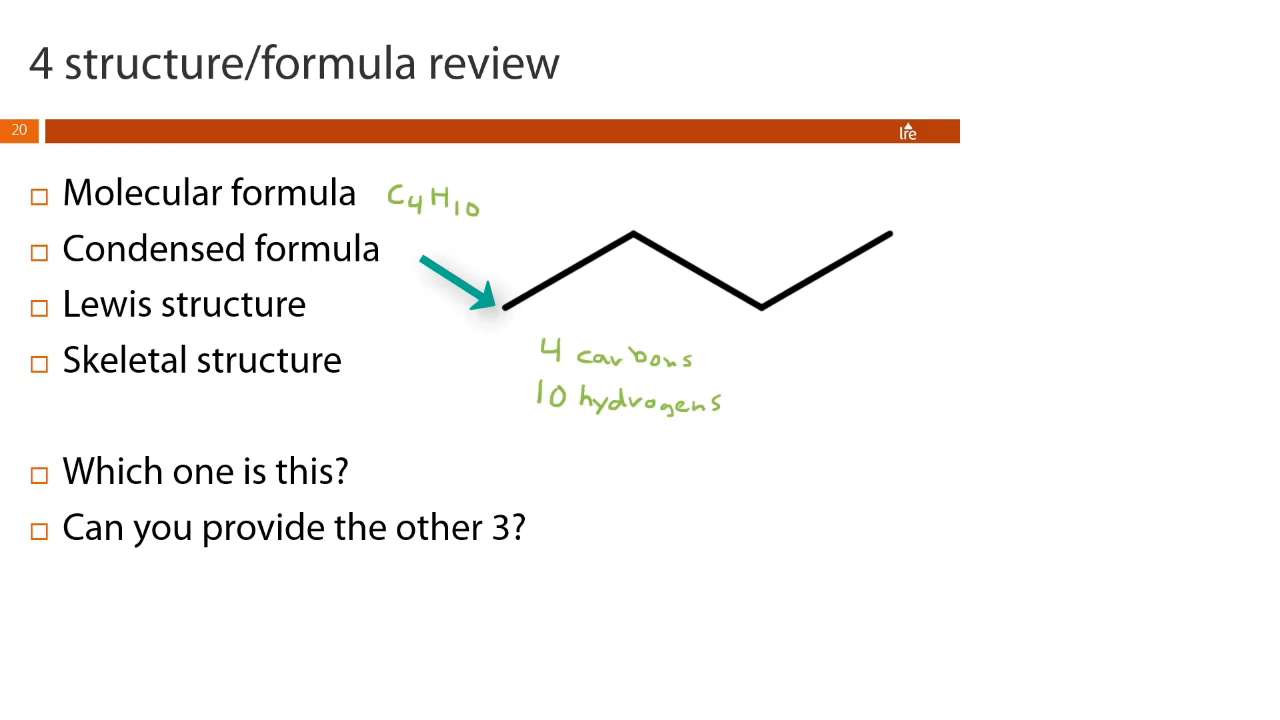 4 structure/formula review
20
lre
Molecular formula C4H10
Condensed formula
Lewis structure
Skeletal structure
4 carbons
10 hydrogens
Which one is this?
Can you provide the other 3?